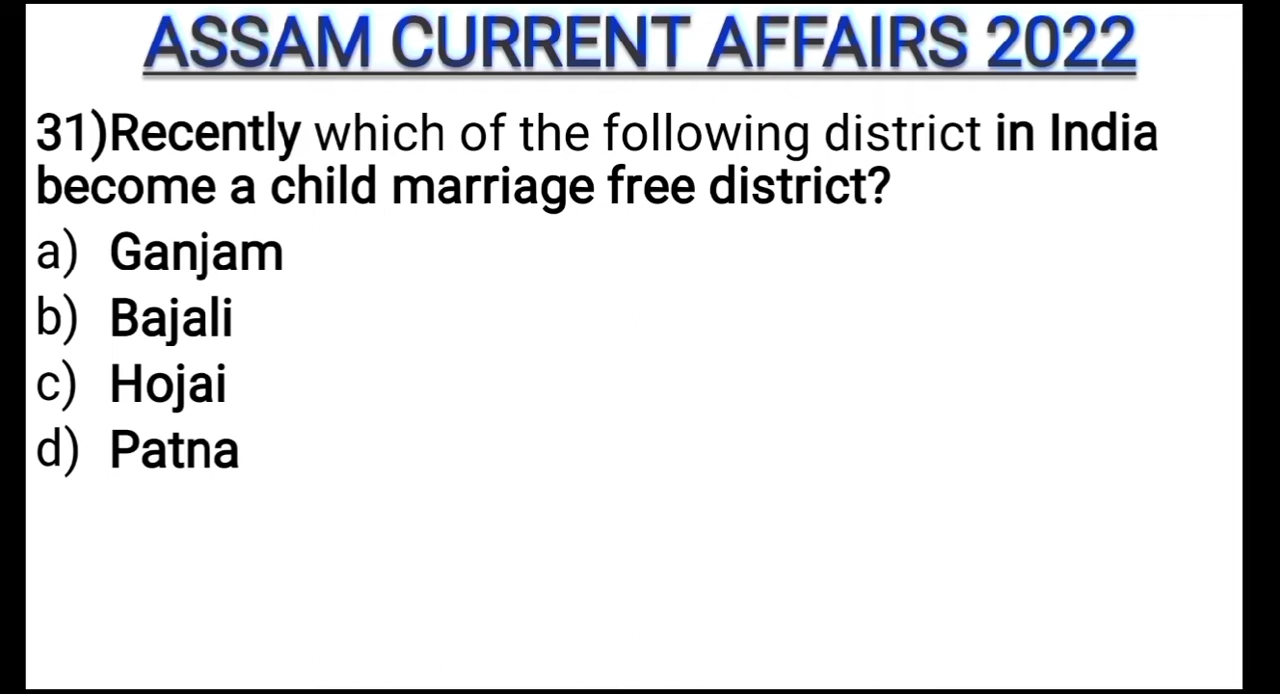 ASSAM CURRENT AFFAIRS 2022
31)Recently which of the following district in India
become a child marriage free district?
a) Ganjam
b) Bajali
c) Hojai
d) Patna